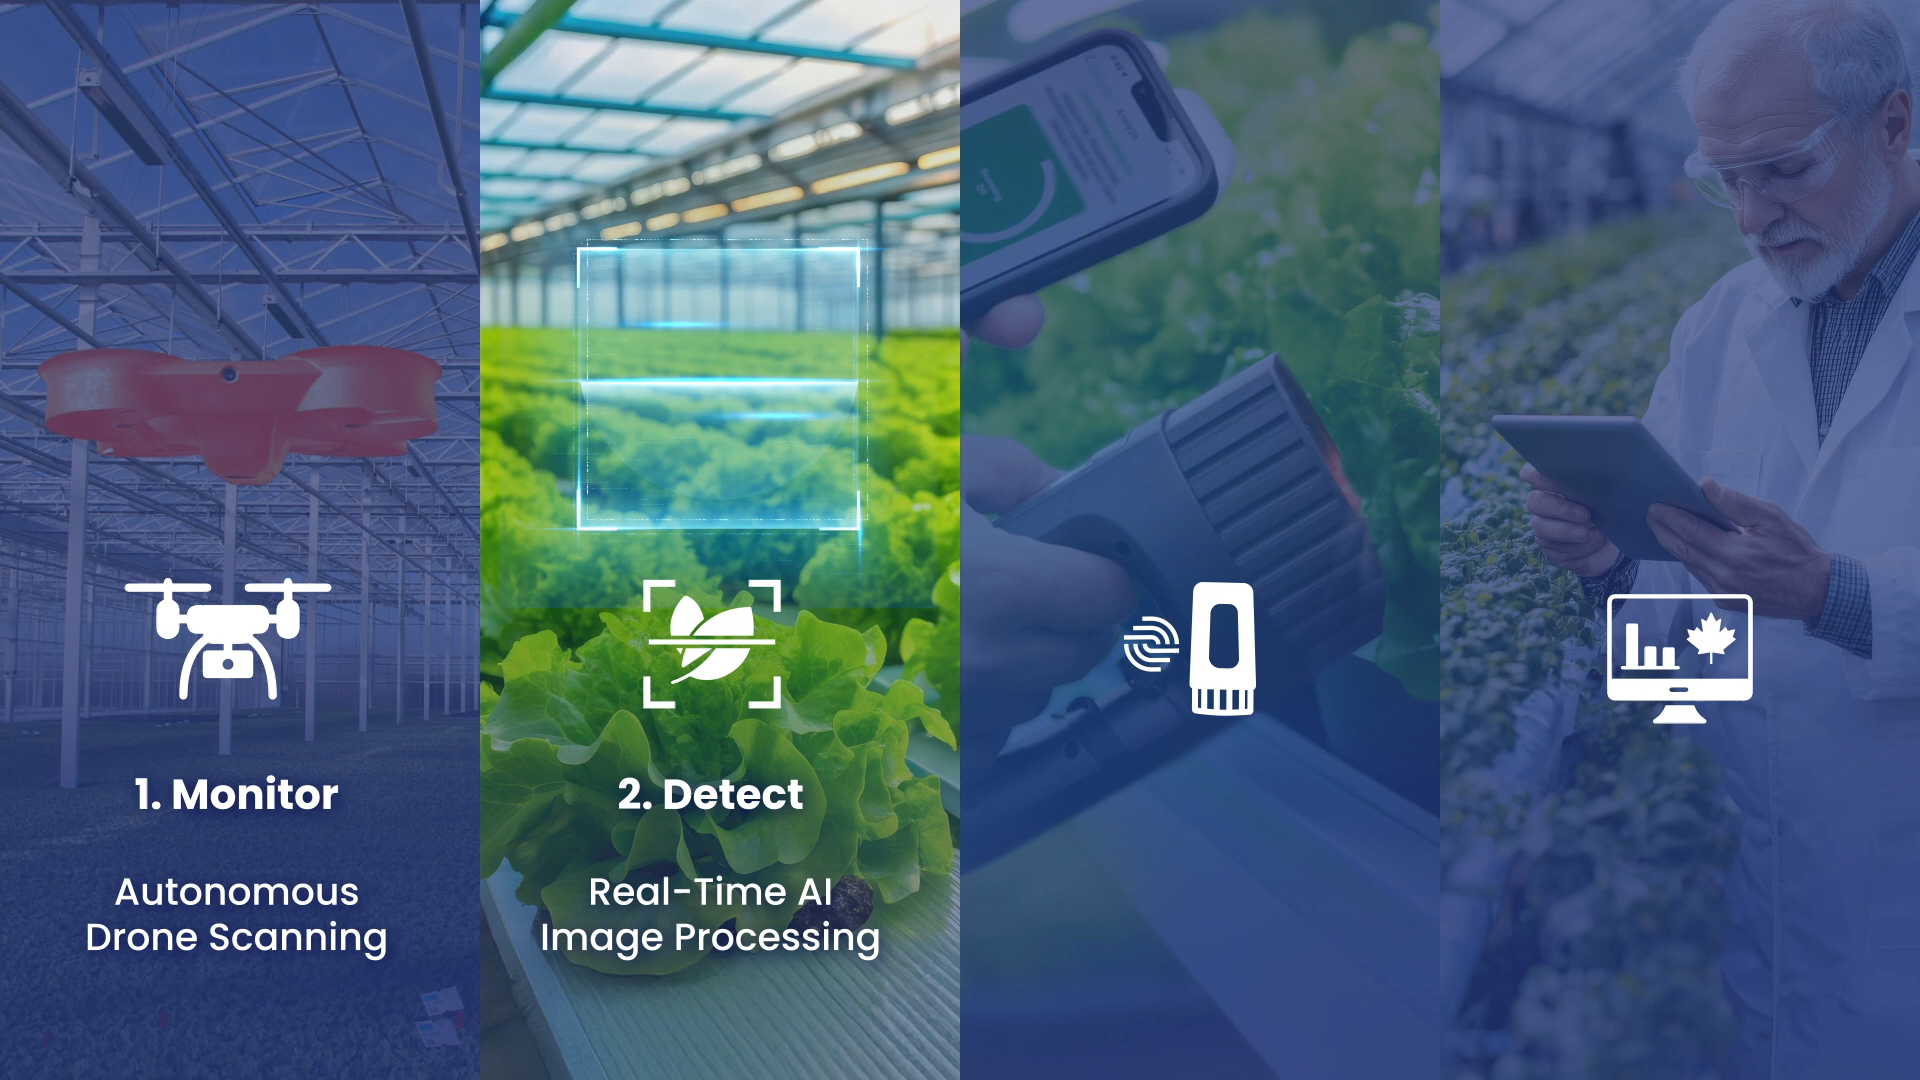 1. Monitor
Autonomous
Drone Scanning
2. Detect
Real-Time AI
Image Processing